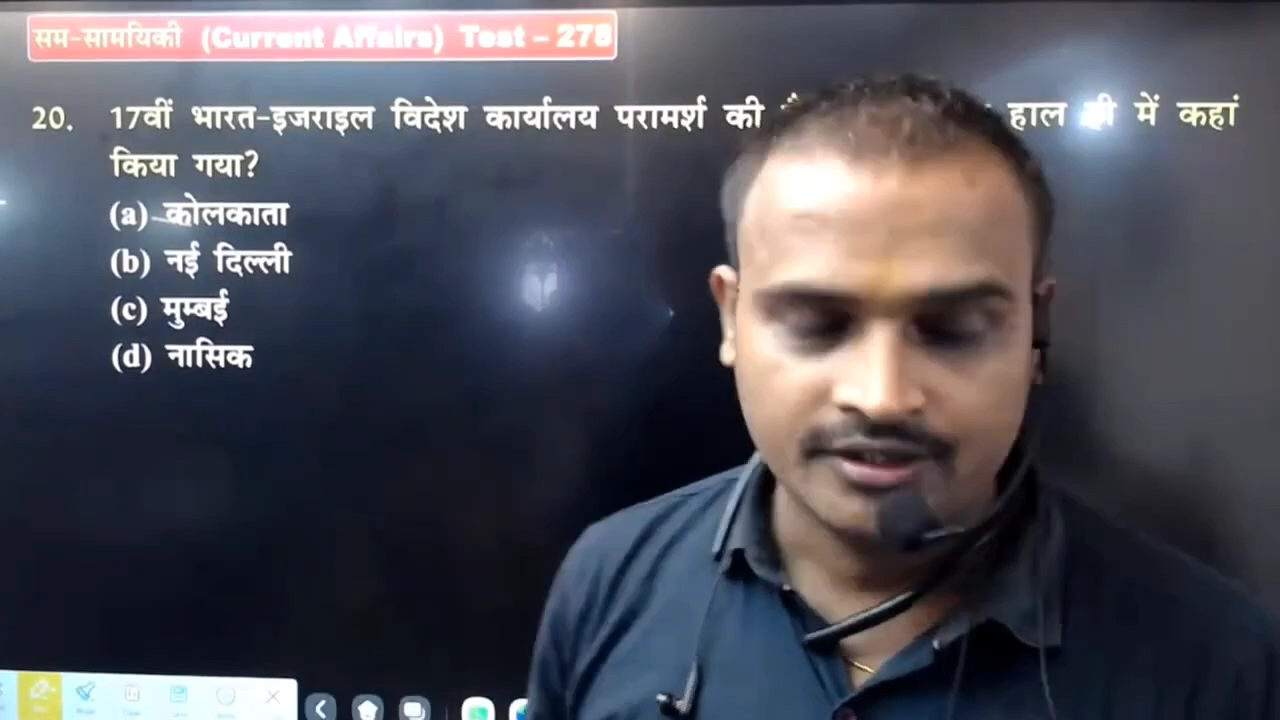 सम-सामयिकी (Current Affairs) Test – 278
20. 17वीं भारत-इजराइल विदेश कार्यालय परामर्श की हाल में कहां
किया गया?
(a) कोलकाता
(b) नई दिल्ली
(c) मुम्बई
(d) नासिक